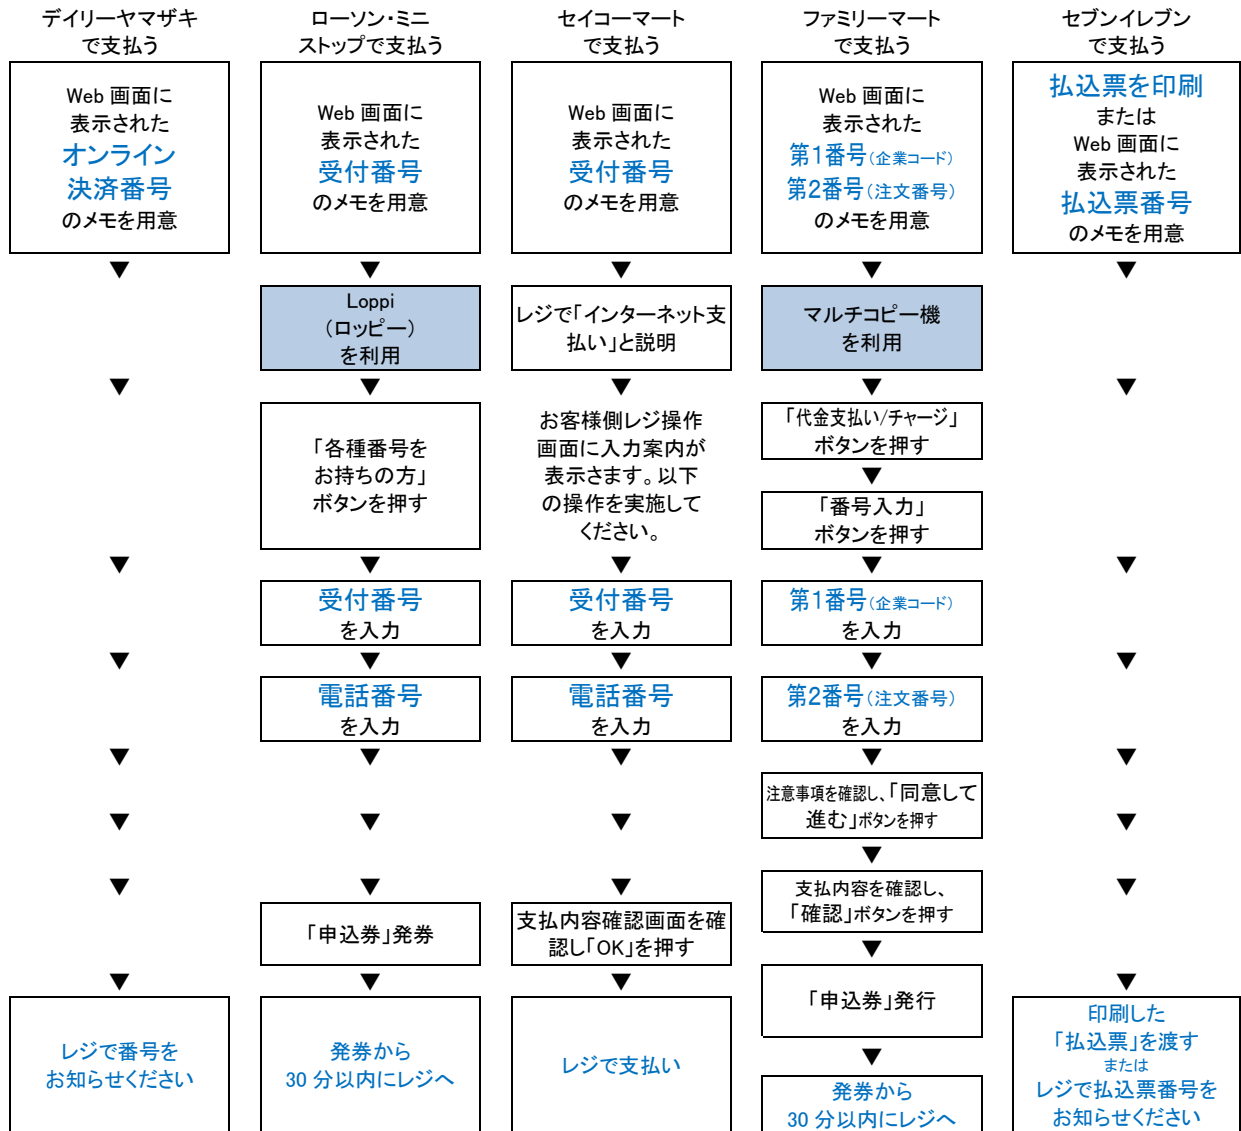 デイリーヤマザキ
で支払う
Web 画面に
表示された
オンライン
決済番号
のメモを用意
▼
▼
▼
▼
▼
▼
▼
▼
レジで番号を
お知らせください
ローソン・ミニ
ストップで支払う
Web 画面に
表示された
受付番号
のメモを用意
▼
Loppi
（ロッピー）
を利用
▼
「各種番号を
お持ちの方」
ボタンを押す
▼
受付番号
を入力
▼
電話番号
を入力
▼
▼
▼
「申込券」発券
▼
発券から
30 分以内にレジへ
セイコーマート
で支払う
Web 画面に
表示された
受付番号
のメモを用意
▼
レジで「インターネット支
払い」と説明
▼
お客様側レジ操作
画面に入力案内が
表示さます。以下
の操作を実施して
ください。
▼
受付番号
を入力
▼
電話番号
を入力
▼
▼
▼
支払内容確認画面を確
認し「OK」を押す
▼
レジで支払い
ファミリーマート
で支払う
Web 画面に
表示された
第1番号（企業コード）
第2番号（注文番号）
のメモを用意
▼
マルチコピー機
を利用
▼
「代金支払い/チャージ」
ボタンを押す
▼
「番号入力」
ボタンを押す
▼
第1番号（企業コード）
を入力
▼
第2番号（注文番号）
を入力
▼
注意事項を確認し、「同意して
進む」ボタンを押す
▼
支払内容を確認し、
「確認」ボタンを押す
▼
「申込券」発行
▼
発券から
30 分以内にレジへ
セブンイレブン
で支払う
払込票を印刷
または
Web 画面に
表示された
払込票番号
のメモを用意
▼
▼
▼
▼
▼
▼
▼
▼
印刷した
「払込票」を渡す
または
レジで払込票番号を
お知らせください